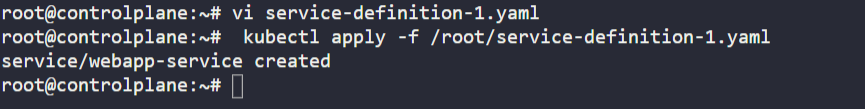 root@controlplane:~# vi service-definition-1.yaml
root@controlplane:~#  kubectl apply -f /root/service-definition-1.yaml
service/webapp-service created
root@controlplane:~#